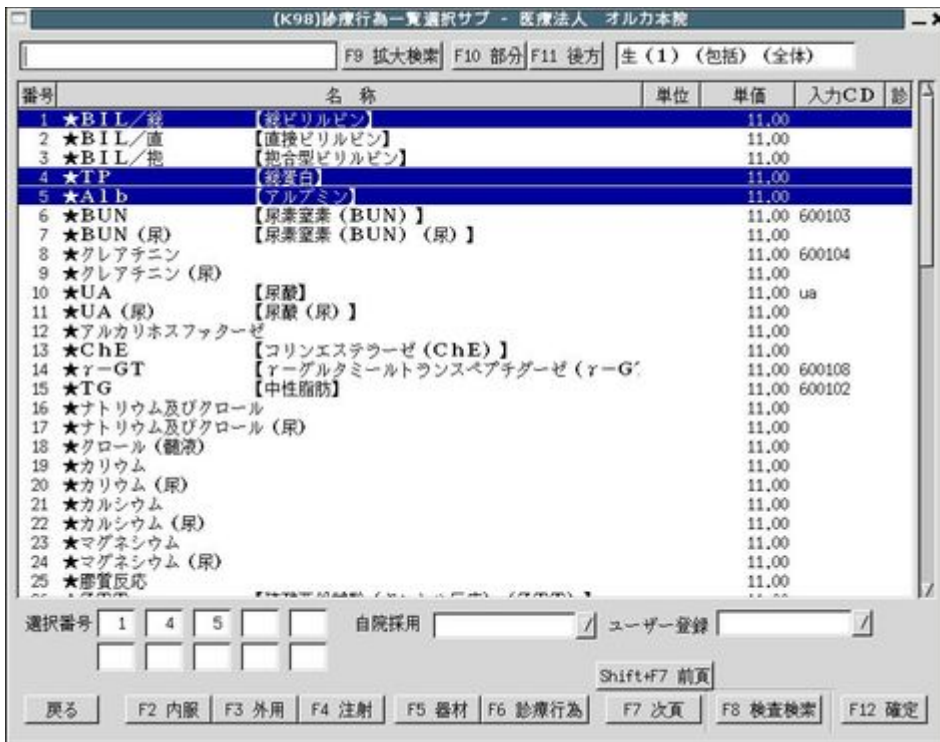 (K98)診療行為一覧選択サブ - 医療法人 オルカ本院
F9 拡大検索 F10 部分 F11 後方 生(1) (包括) (全体)
番号 名 称 単位 単価 入力CD 診
1 ★BIL/総 【総ビリルビン】 11.00
2 ★BIL/直 【直接ビリルビン】 11.00
3 ★BIL/抱 【抱合型ビリルビン】 11.00
4 ★TP 【総蛋白】 11.00
5 ★Alb 【アルブミン】 11.00
6 ★BUN 【尿素窒素(BUN)】 11.00 600103
7 ★BUN(尿) 【尿素窒素(BUN)(尿)】 11.00
8 ★クレアチニン 11.00 600104
9 ★クレアチニン(尿) 11.00
10 ★UA 【尿酸】 11.00 ua
11 ★UA(尿) 【尿酸(尿)】 11.00
12 ★アルカリホスファターゼ 11.00
13 ★ChE 【コリンエステラーゼ(ChE)】 11.00
14 ★γ-GT 【γ-グルタミールトランスペプチダーゼ(γ-G 11.00 600108
15 ★TG 【中性脂肪】 11.00 600102
16 ★ナトリウム及びクロール 11.00
17 ★ナトリウム及びクロール(尿) 11.00
18 ★クロール(髄液) 11.00
19 ★カリウム 11.00
20 ★カリウム(尿) 11.00
21 ★カルシウム 11.00
22 ★カルシウム(尿) 11.00
23 ★マグネシウム 11.00
24 ★マグネシウム(尿) 11.00
25 ★膠質反応 11.00
選択番号 1 4 5 自院採用 ユーザー登録
Shift+F7 前頁
戻る F2 内服 F3 外用 F4 注射 F5 器材 F6 診療行為 F7 次頁 F8 検査検索 F12 確定